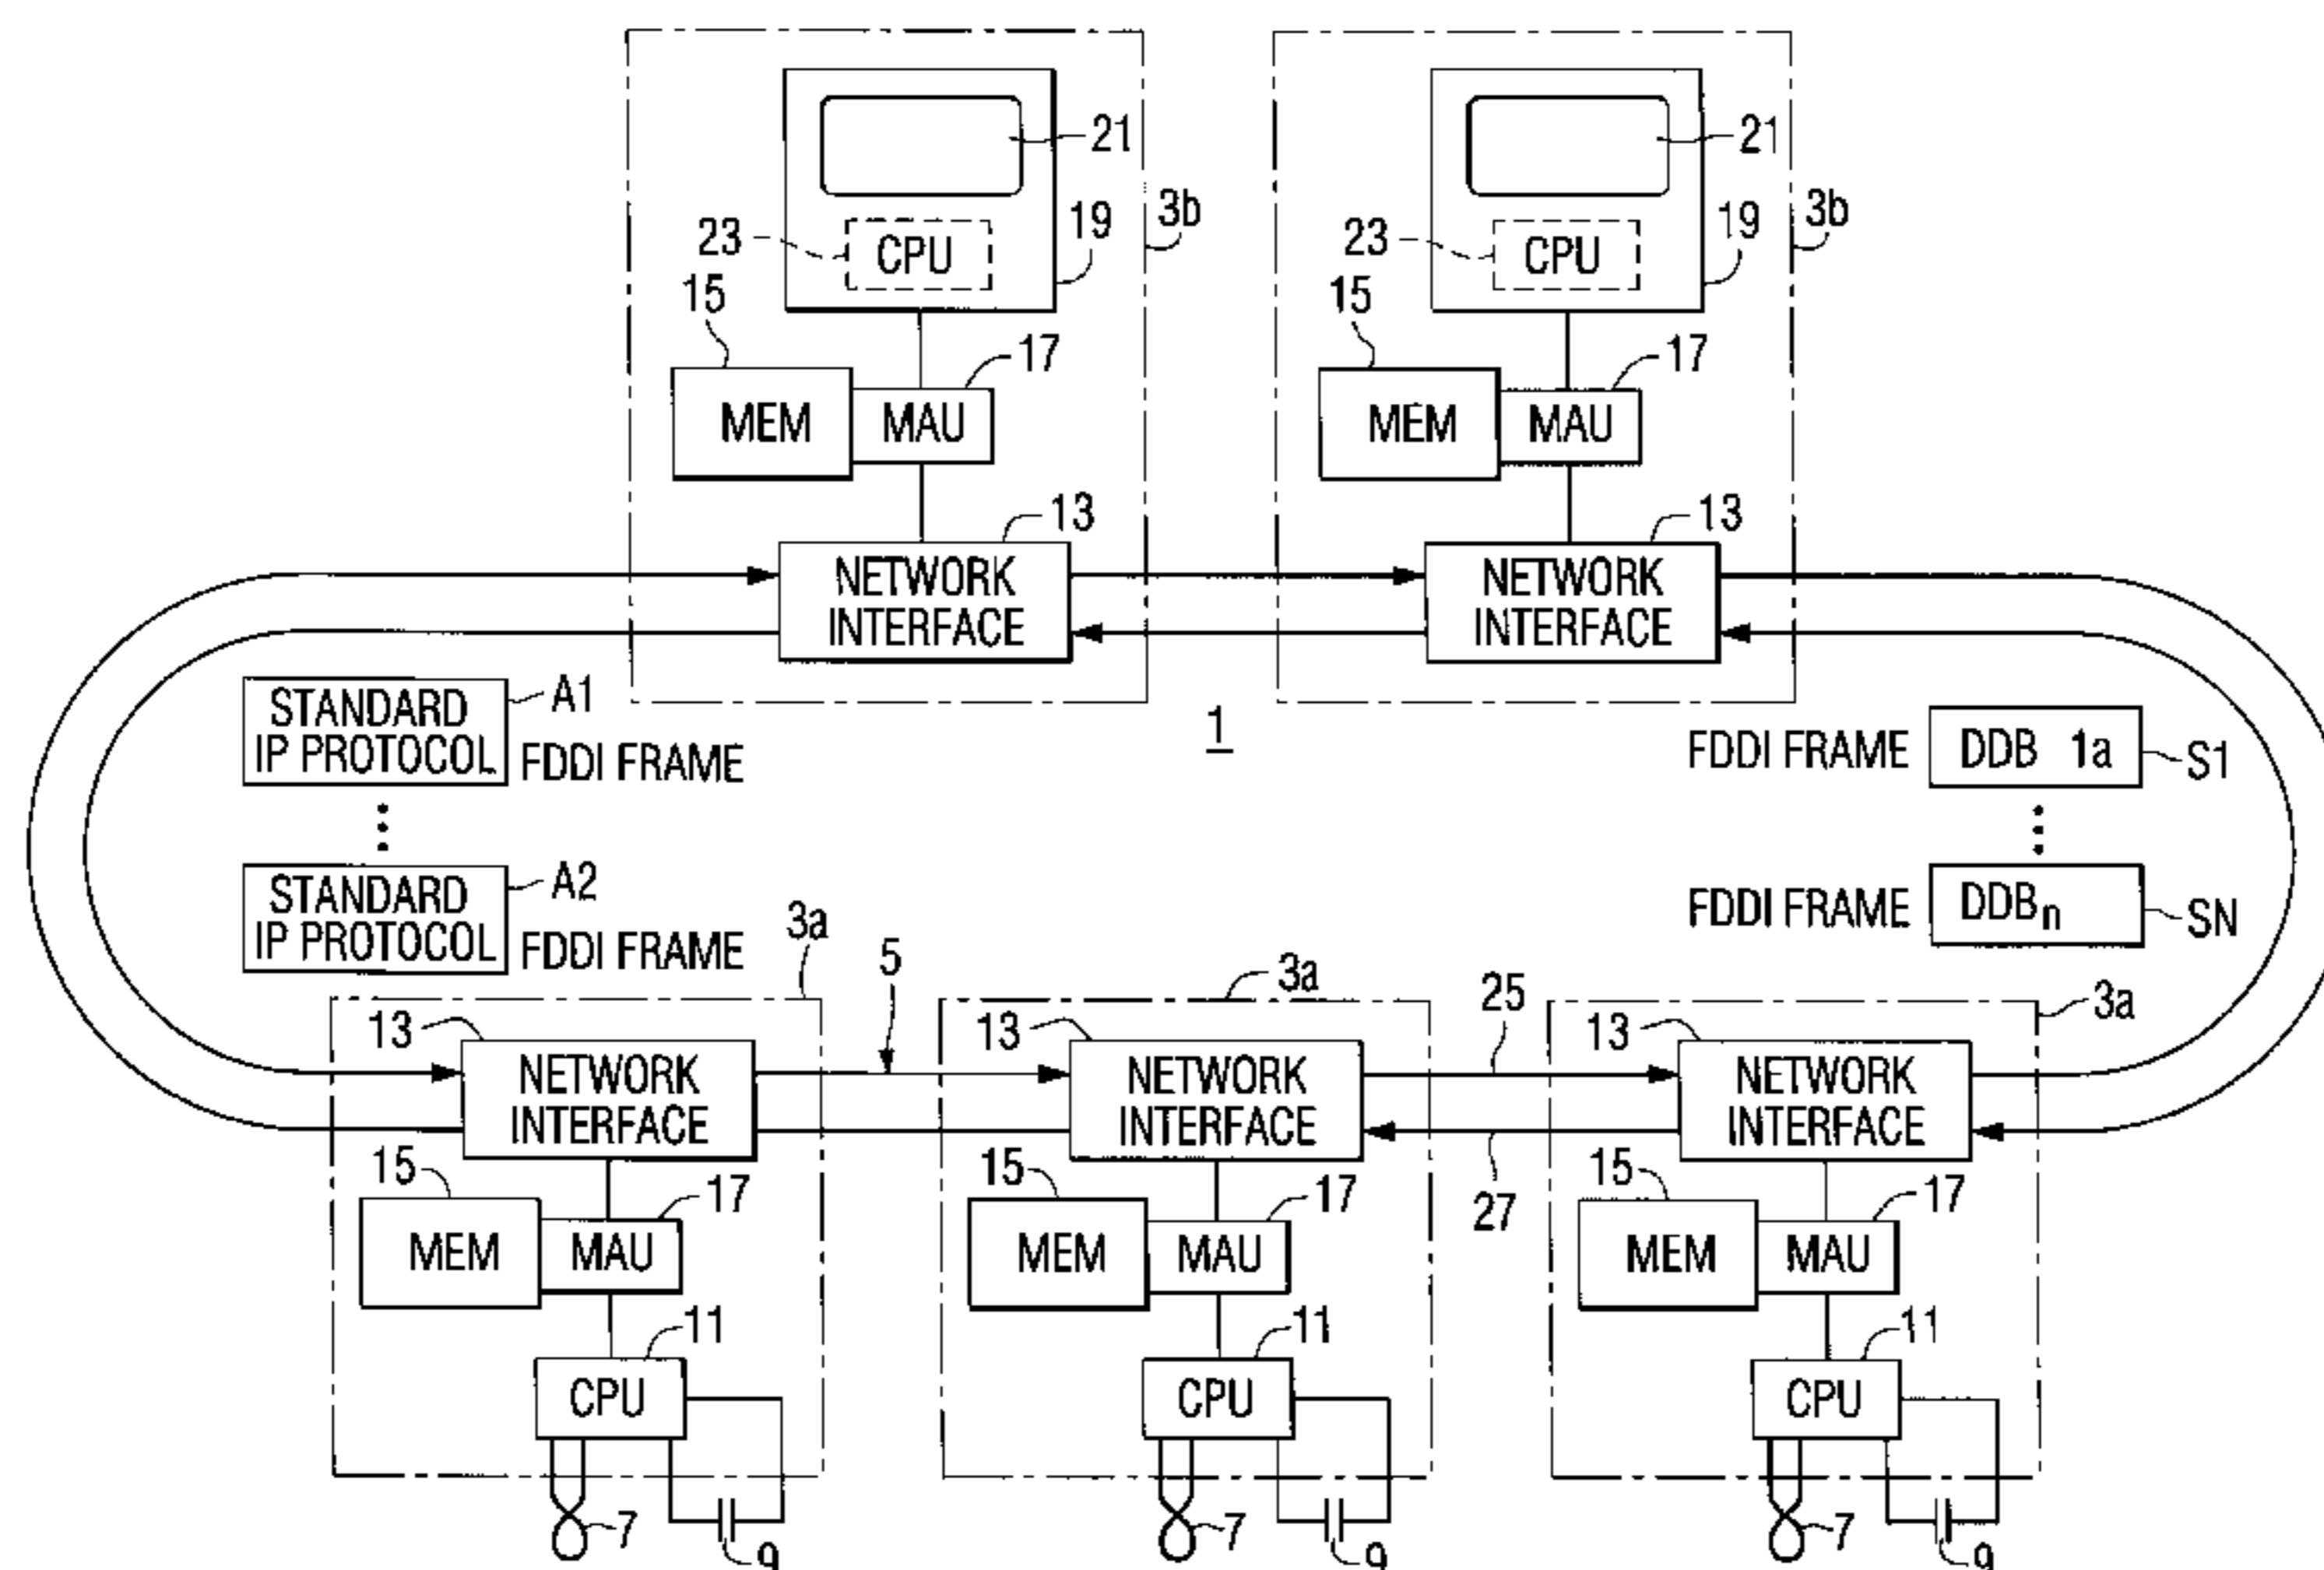 21
21
23
CPU
19
3b
23
CPU
19
3b
15
17
15
17
MEM
MAU
MEM
MAU
13
13
NETWORK
INTERFACE
NETWORK
INTERFACE
STANDARD
IP PROTOCOL
A1
FDDI FRAME
1
FDDI FRAME
DDB 1a
S1
STANDARD
IP PROTOCOL
A2
FDDI FRAME
FDDI FRAME
DDBn
SN
3a
5
3a
25
3a
13
13
13
NETWORK
INTERFACE
NETWORK
INTERFACE
NETWORK
INTERFACE
15
17
15
17
27
15
17
MEM
MAU
MEM
MAU
MEM
MAU
11
11
11
CPU
CPU
CPU
7
9
7
9
7
9